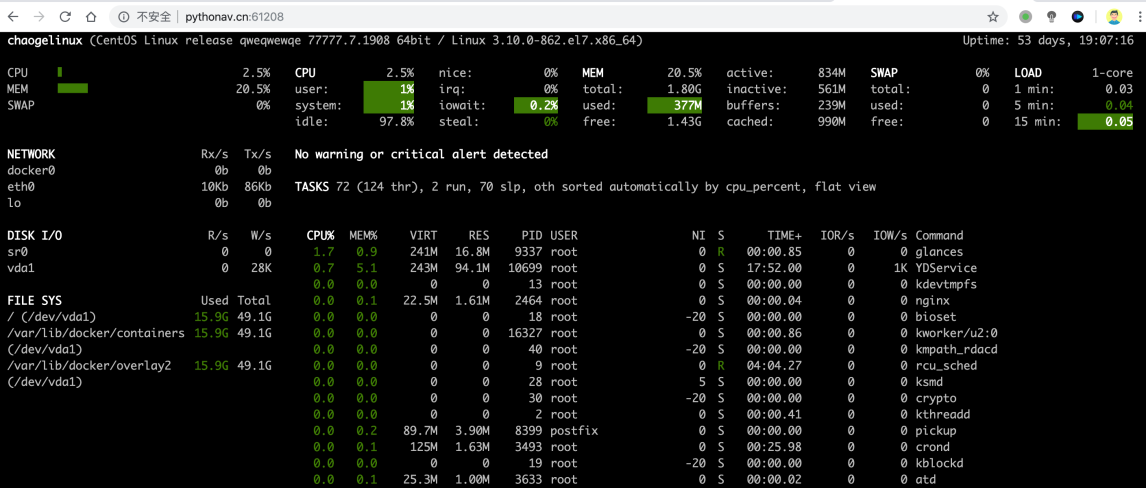 不安全 | pythonav.cn:61208
chaogelinux (CentOS Linux release qweqwewqe 77777.7.1908 64bit / Linux 3.10.0-862.el7.x86_64) Uptime: 53 days, 19:07:16
CPU 2.5% CPU 2.5% nice: 0% MEM 20.5% active: 834M SWAP 0% LOAD 1-core
MEM 20.5% user: 1% irq: 0% total: 1.80G inactive: 561M total: 0 1 min: 0.03
SWAP 0% system: 1% iowait: 0.2% used: 377M buffers: 239M used: 0 5 min: 0.04
idle: 97.8% steal: 0% free: 1.43G cached: 990M free: 0 15 min: 0.05
NETWORK Rx/s Tx/s No warning or critical alert detected
docker0 0b 0b
eth0 10Kb 86Kb TASKS 72 (124 thr), 2 run, 70 slp, oth sorted automatically by cpu_percent, flat view
lo 0b 0b
DISK I/O R/s W/s CPU% MEM% VIRT RES PID USER NI S TIME+ IOR/s IOW/s Command
sr0 0 0 1.7 0.9 241M 16.8M 9337 root 0 R 00:00.85 0 0 glances
vda1 0 28K 0.7 5.1 243M 94.1M 10699 root 0 S 17:52.00 0 1K YDService
0.0 0.0 0 0 13 root 0 S 00:00.00 0 0 kdevtmpfs
FILE SYS Used Total 0.0 0.1 22.5M 1.61M 2464 root 0 S 00:00.04 0 0 nginx
/ (/dev/vda1) 15.9G 49.1G 0.0 0.0 0 0 18 root -20 S 00:00.00 0 0 bioset
/var/lib/docker/containers 15.9G 49.1G 0.0 0.0 0 0 16327 root 0 S 00:00.86 0 0 kworker/u2:0
(/dev/vda1) 0.0 0.0 0 0 40 root -20 S 00:00.00 0 0 kmpath_rdacd
/var/lib/docker/overlay2 15.9G 49.1G 0.0 0.0 0 0 9 root 0 R 04:04.27 0 0 rcu_sched
(/dev/vda1) 0.0 0.0 0 0 28 root 5 S 00:00.00 0 0 ksmd
0.0 0.0 0 0 30 root -20 S 00:00.00 0 0 crypto
0.0 0.0 0 0 2 root 0 S 00:00.41 0 0 kthreadd
0.0 0.2 89.7M 3.90M 8399 postfix 0 S 00:00.00 0 0 pickup
0.0 0.1 125M 1.63M 3493 root 0 S 00:25.98 0 0 crond
0.0 0.0 0 0 19 root -20 S 00:00.00 0 0 kblockd
0.0 0.1 25.3M 1.00M 3633 root 0 S 00:00.02 0 0 atd